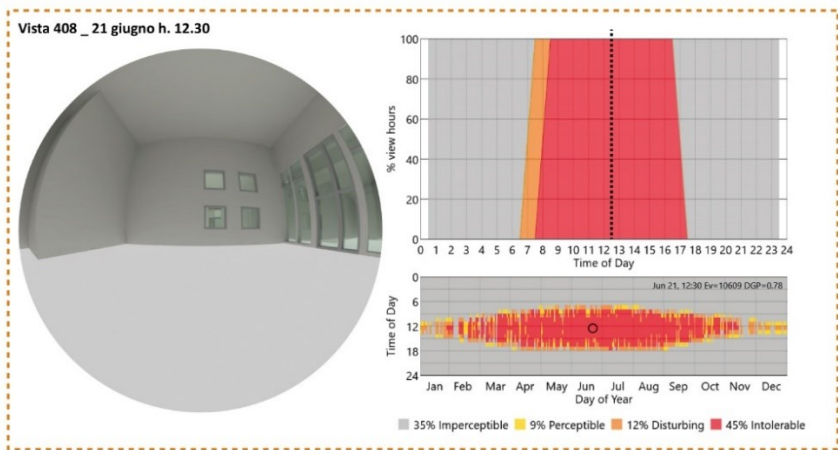 Vista 408 _ 21 giugno h. 12.30
100
80
60
40
20
0
% view hours
0 1 2 3 4 5 6 7 8 9 10 11 12 13 14 15 16 17 18 19 20 21 22 23 24
Time of Day
Jun 21, 12:30 Ev=10609 DGP=0.78
0
6
12
18
24
Time of Day
Jan Feb Mar Apr May Jun Jul Aug Sep Oct Nov Dec
Day of Year
35% Imperceptible 9% Perceptible 12% Disturbing 45% Intolerable